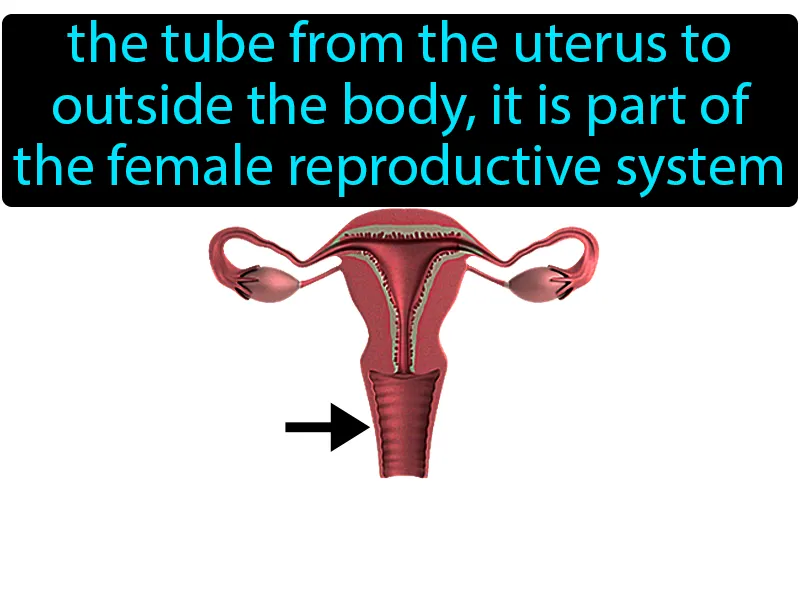 the tube from the uterus to
outside the body, it is part of
the female reproductive system